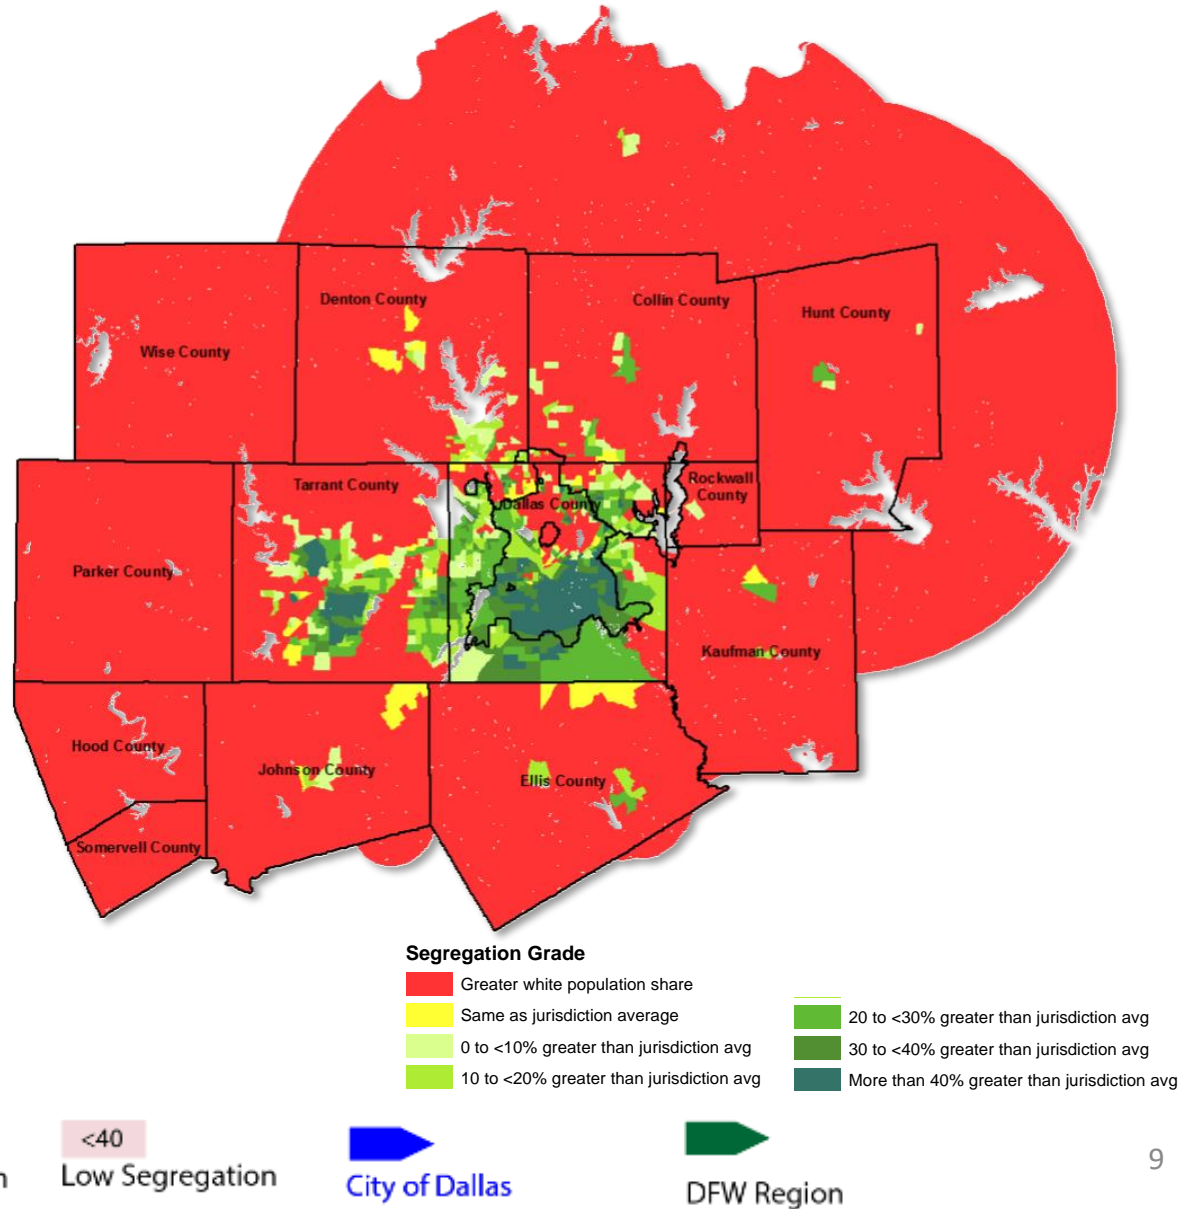 Denton County
Collin County
Hunt County
Wise County
Tarrant County
Rockwall
County
Dallas County
Parker County
Kaufman County
Hood County
Johnson County
Ellis County
Somervell County
Segregation Grade
Greater white population share
Same as jurisdiction average
0 to <10% greater than jurisdiction avg
10 to <20% greater than jurisdiction avg
20 to <30% greater than jurisdiction avg
30 to <40% greater than jurisdiction avg
More than 40% greater than jurisdiction avg
<40
Low Segregation
City of Dallas
DFW Region
9